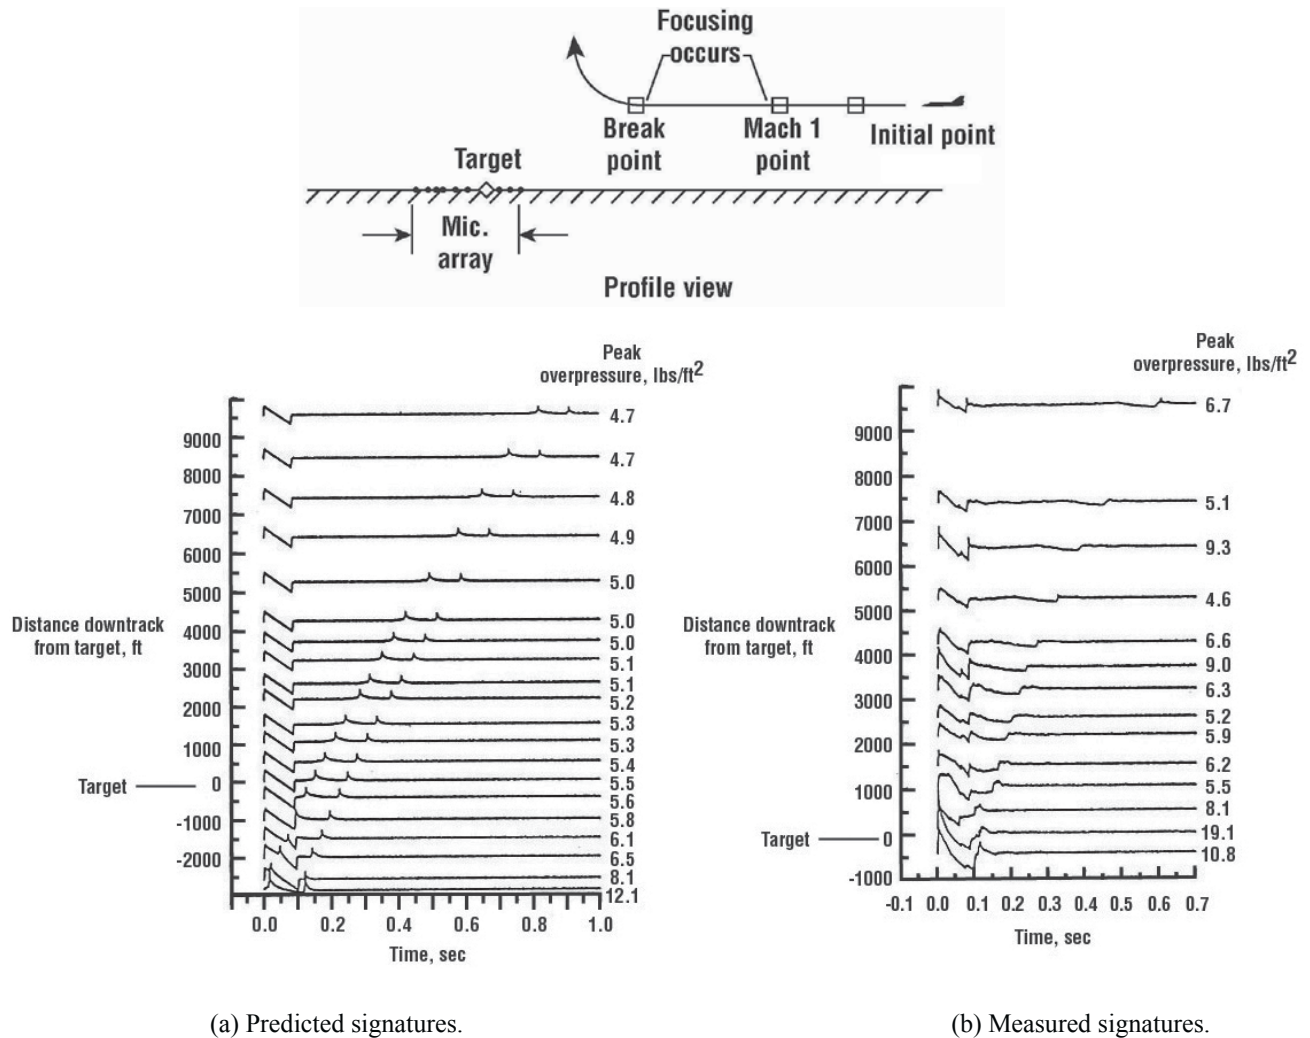 Focusing
occurs
Break
point
Mach 1
point
Initial point
Target
Mic.
array
Profile view
Peak
overpressure, lbs/ft2
9000
8000
7000
6000
5000
4000
3000
2000
1000
0
-1000
-2000
Distance downtrack
from target, ft
Target
4.7
4.7
4.8
4.9
5.0
5.0
5.0
5.1
5.1
5.2
5.3
5.3
5.4
5.5
5.6
5.8
6.1
6.5
8.1
12.1
0.0 0.2 0.4 0.6 0.8 1.0
Time, sec
(a) Predicted signatures.
Peak
overpressure, lbs/ft2
9000
8000
7000
6000
5000
4000
3000
2000
1000
0
-1000
Distance downtrack
from target, ft
Target
6.7
5.1
9.3
4.6
6.6
9.0
6.3
5.2
5.9
6.2
5.5
8.1
19.1
10.8
-0.1 0.0 0.1 0.2 0.3 0.4 0.5 0.6 0.7
Time, sec
(b) Measured signatures.